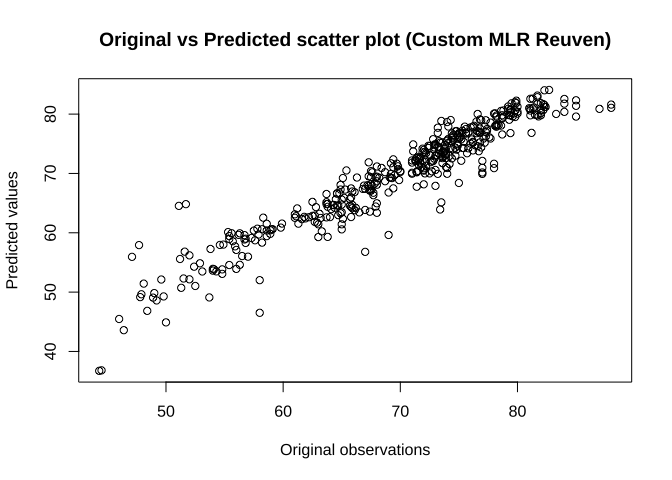 Original vs Predicted scatter plot (Custom MLR Reuven)
Predicted values
80
70
60
50
40
50 60 70 80
Original observations